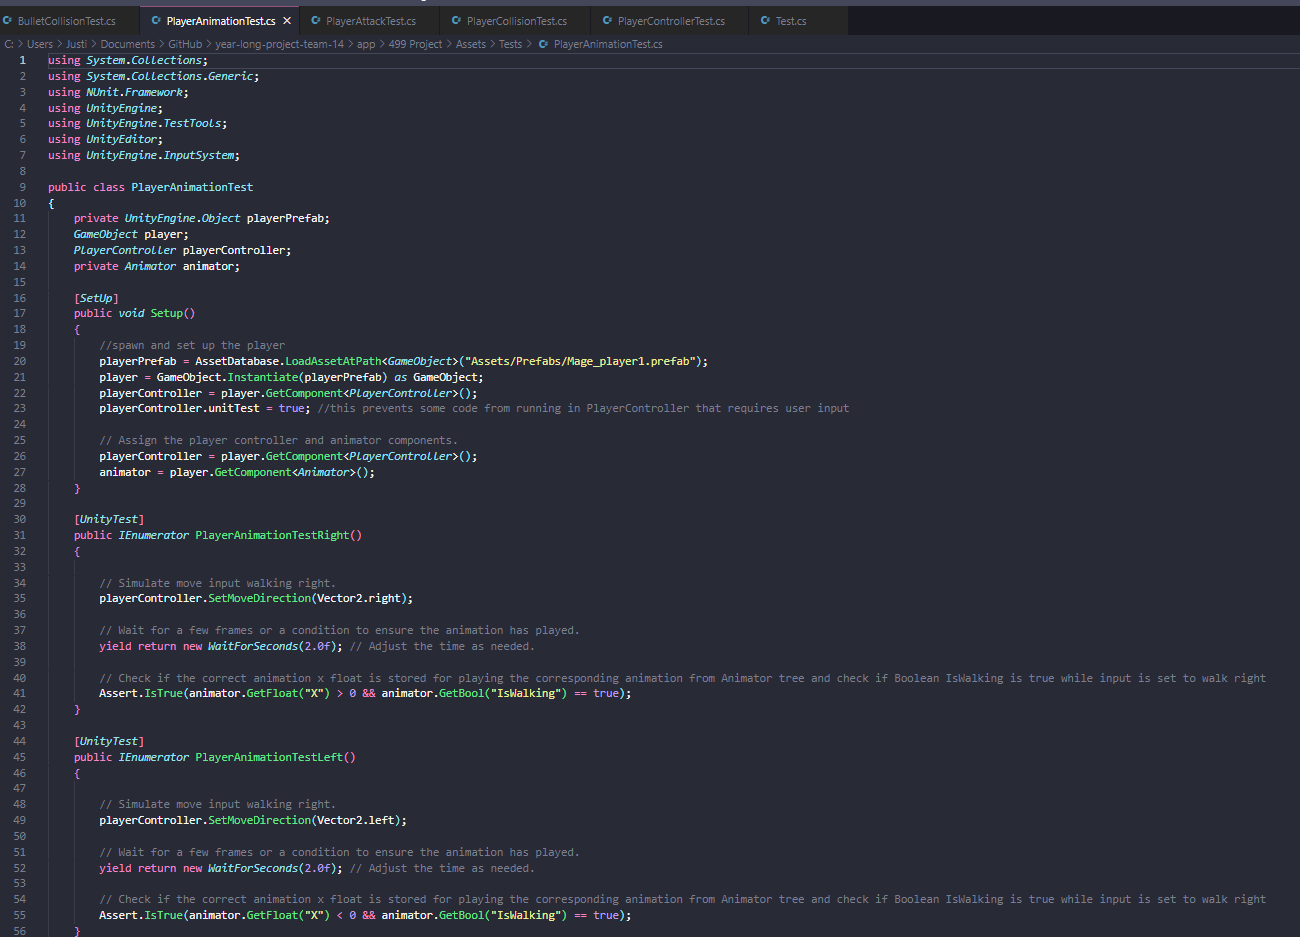 BulletCollisionTest.cs PlayerAnimationTest.cs PlayerAttackTest.cs PlayerCollisionTest.cs PlayerControllerTest.cs Test.cs
C: > Users > Justi > Documents > GitHub > year-long-project-team-14 > app > 499 Project > Assets > Tests > PlayerAnimationTest.cs
1 using System.Collections;
2 using System.Collections.Generic;
3 using NUnit.Framework;
4 using UnityEngine;
5 using UnityEngine.TestTools;
6 using UnityEditor;
7 using UnityEngine.InputSystem;
8
9 public class PlayerAnimationTest
10 {
11 private UnityEngine.Object playerPrefab;
12 GameObject player;
13 PlayerController playerController;
14 private Animator animator;
15
16 [SetUp]
17 public void Setup()
18 {
19 //spawn and set up the player
20 playerPrefab = AssetDatabase.LoadAssetAtPath<GameObject>("Assets/Prefabs/Mage_player1.prefab");
21 player = GameObject.Instantiate(playerPrefab) as GameObject;
22 playerController = player.GetComponent<PlayerController>();
23 playerController.unitTest = true; //this prevents some code from running in PlayerController that requires user input
24
25 // Assign the player controller and animator components.
26 playerController = player.GetComponent<PlayerController>();
27 animator = player.GetComponent<Animator>();
28 }
29
30 [UnityTest]
31 public IEnumerator PlayerAnimationTestRight()
32 {
33
34 // Simulate move input walking right.
35 playerController.SetMoveDirection(Vector2.right);
36
37 // Wait for a few frames or a condition to ensure the animation has played.
38 yield return new WaitForSeconds(2.0f); // Adjust the time as needed.
39
40 // Check if the correct animation x float is stored for playing the corresponding animation from Animator tree and check if Boolean IsWalking is true while input is set to walk right
41 Assert.IsTrue(animator.GetFloat("X") > 0 && animator.GetBool("IsWalking") == true);
42 }
43
44 [UnityTest]
45 public IEnumerator PlayerAnimationTestLeft()
46 {
47
48 // Simulate move input walking right.
49 playerController.SetMoveDirection(Vector2.left);
50
51 // Wait for a few frames or a condition to ensure the animation has played.
52 yield return new WaitForSeconds(2.0f); // Adjust the time as needed.
53
54 // Check if the correct animation x float is stored for playing the corresponding animation from Animator tree and check if Boolean IsWalking is true while input is set to walk right
55 Assert.IsTrue(animator.GetFloat("X") < 0 && animator.GetBool("IsWalking") == true);
56 }